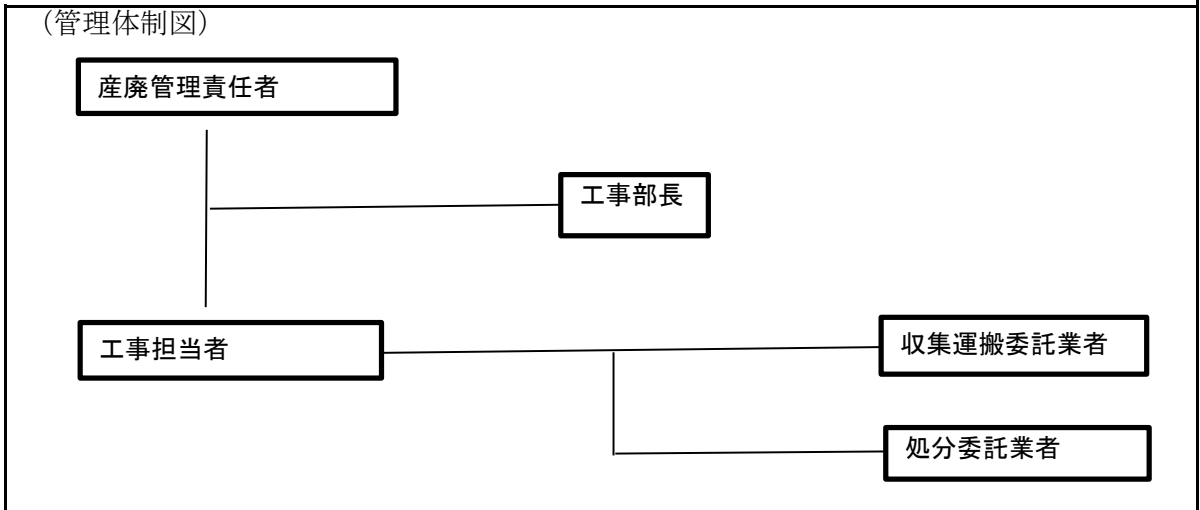 （管理体制図）
産廃管理責任者
工事部長
工事担当者
収集運搬委託業者
処分委託業者